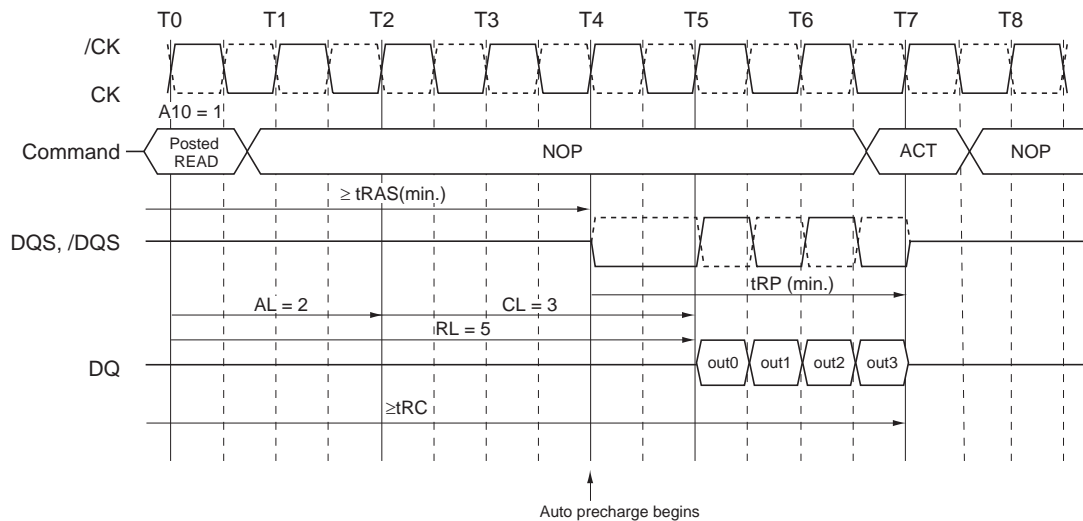 T0 T1 T2 T3 T4 T5 T6 T7 T8
/CK
CK
A10 = 1
Command
Posted
READ
NOP
ACT
NOP
≥ tRAS(min.)
DQS, /DQS
tRP (min.)
AL = 2
CL = 3
RL = 5
DQ
out0 out1 out2 out3
≥tRC
Auto precharge begins